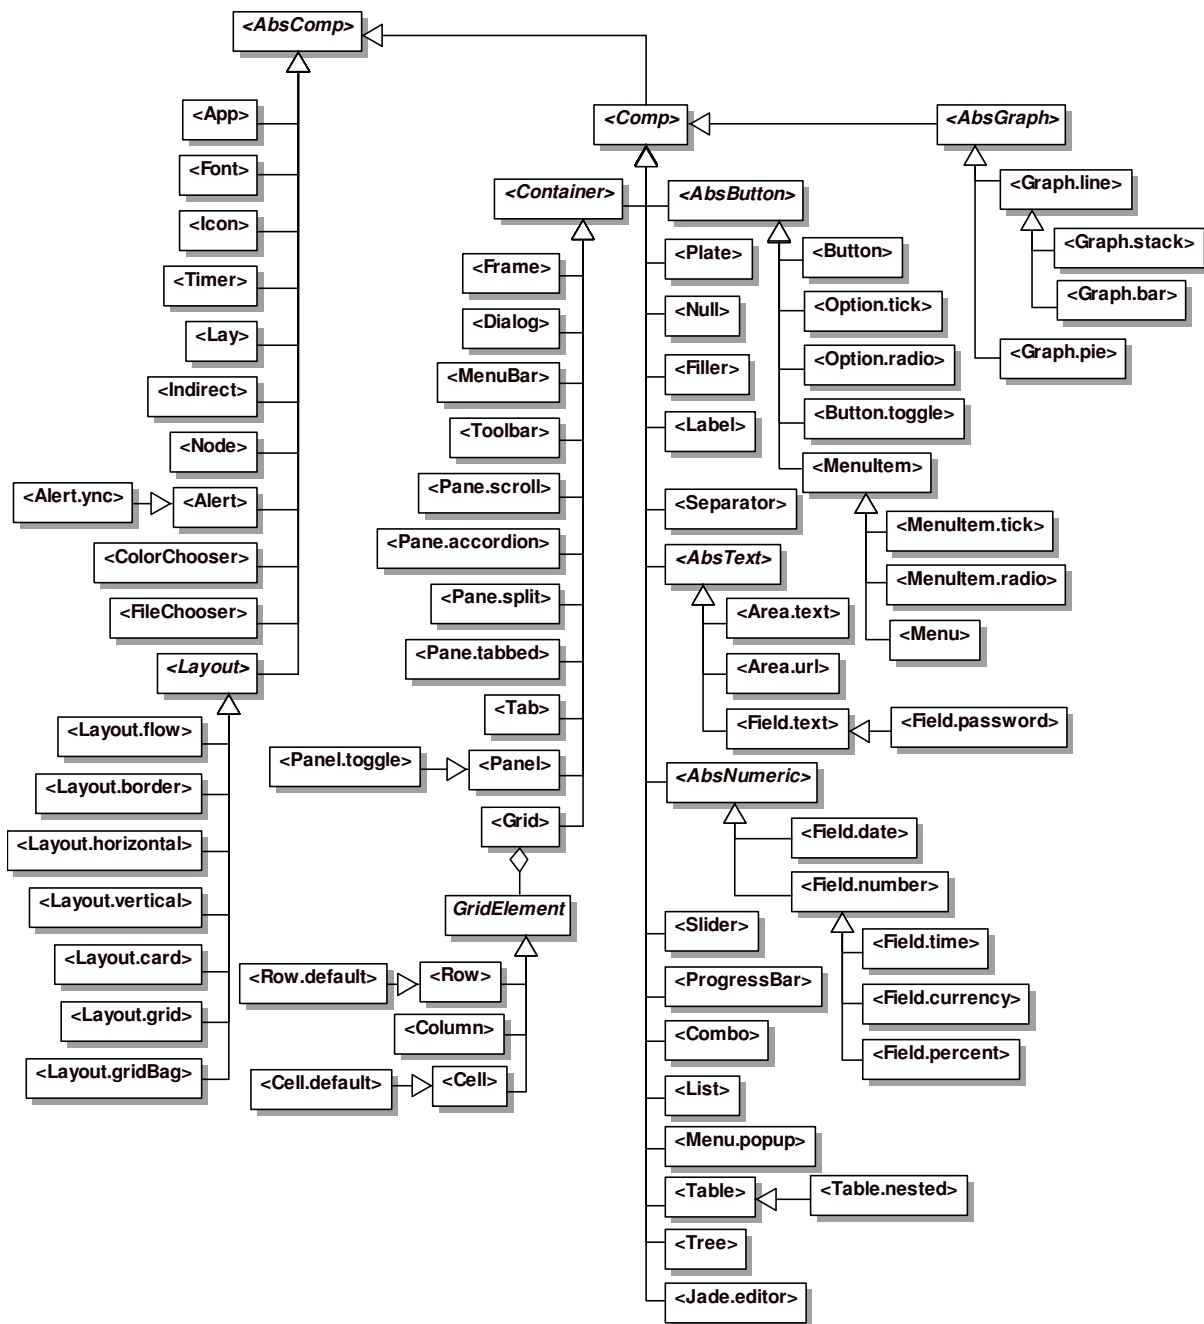 <AbsComp>
<App>
<Font>
<Icon>
<Timer>
<Lay>
<Indirect>
<Node>
<Alert.ync>
<Alert>
<ColorChooser>
<FileChooser>
<Layout>
<Layout.flow>
<Layout.border>
<Layout.horizontal>
<Layout.vertical>
<Layout.card>
<Layout.grid>
<Layout.gridBag>
<Comp>
<Container>
<Frame>
<Dialog>
<MenuBar>
<Toolbar>
<Pane.scroll>
<Pane.accordion>
<Pane.split>
<Pane.tabbed>
<Tab>
<Panel.toggle>
<Panel>
<Grid>
GridElement
<Row.default>
<Row>
<Column>
<Cell.default>
<Cell>
<AbsButton>
<Button>
<Option.tick>
<Option.radio>
<Button.toggle>
<MenuItem>
<MenuItem.tick>
<MenuItem.radio>
<Menu>
<Plate>
<Null>
<Filler>
<Label>
<Separator>
<AbsText>
<Area.text>
<Area.url>
<Field.text>
<Field.password>
<AbsNumeric>
<Field.date>
<Field.number>
<Field.time>
<Field.currency>
<Field.percent>
<Slider>
<ProgressBar>
<Combo>
<List>
<Menu.popup>
<Table>
<Table.nested>
<Tree>
<Jade.editor>
<AbsGraph>
<Graph.line>
<Graph.stack>
<Graph.bar>
<Graph.pie>